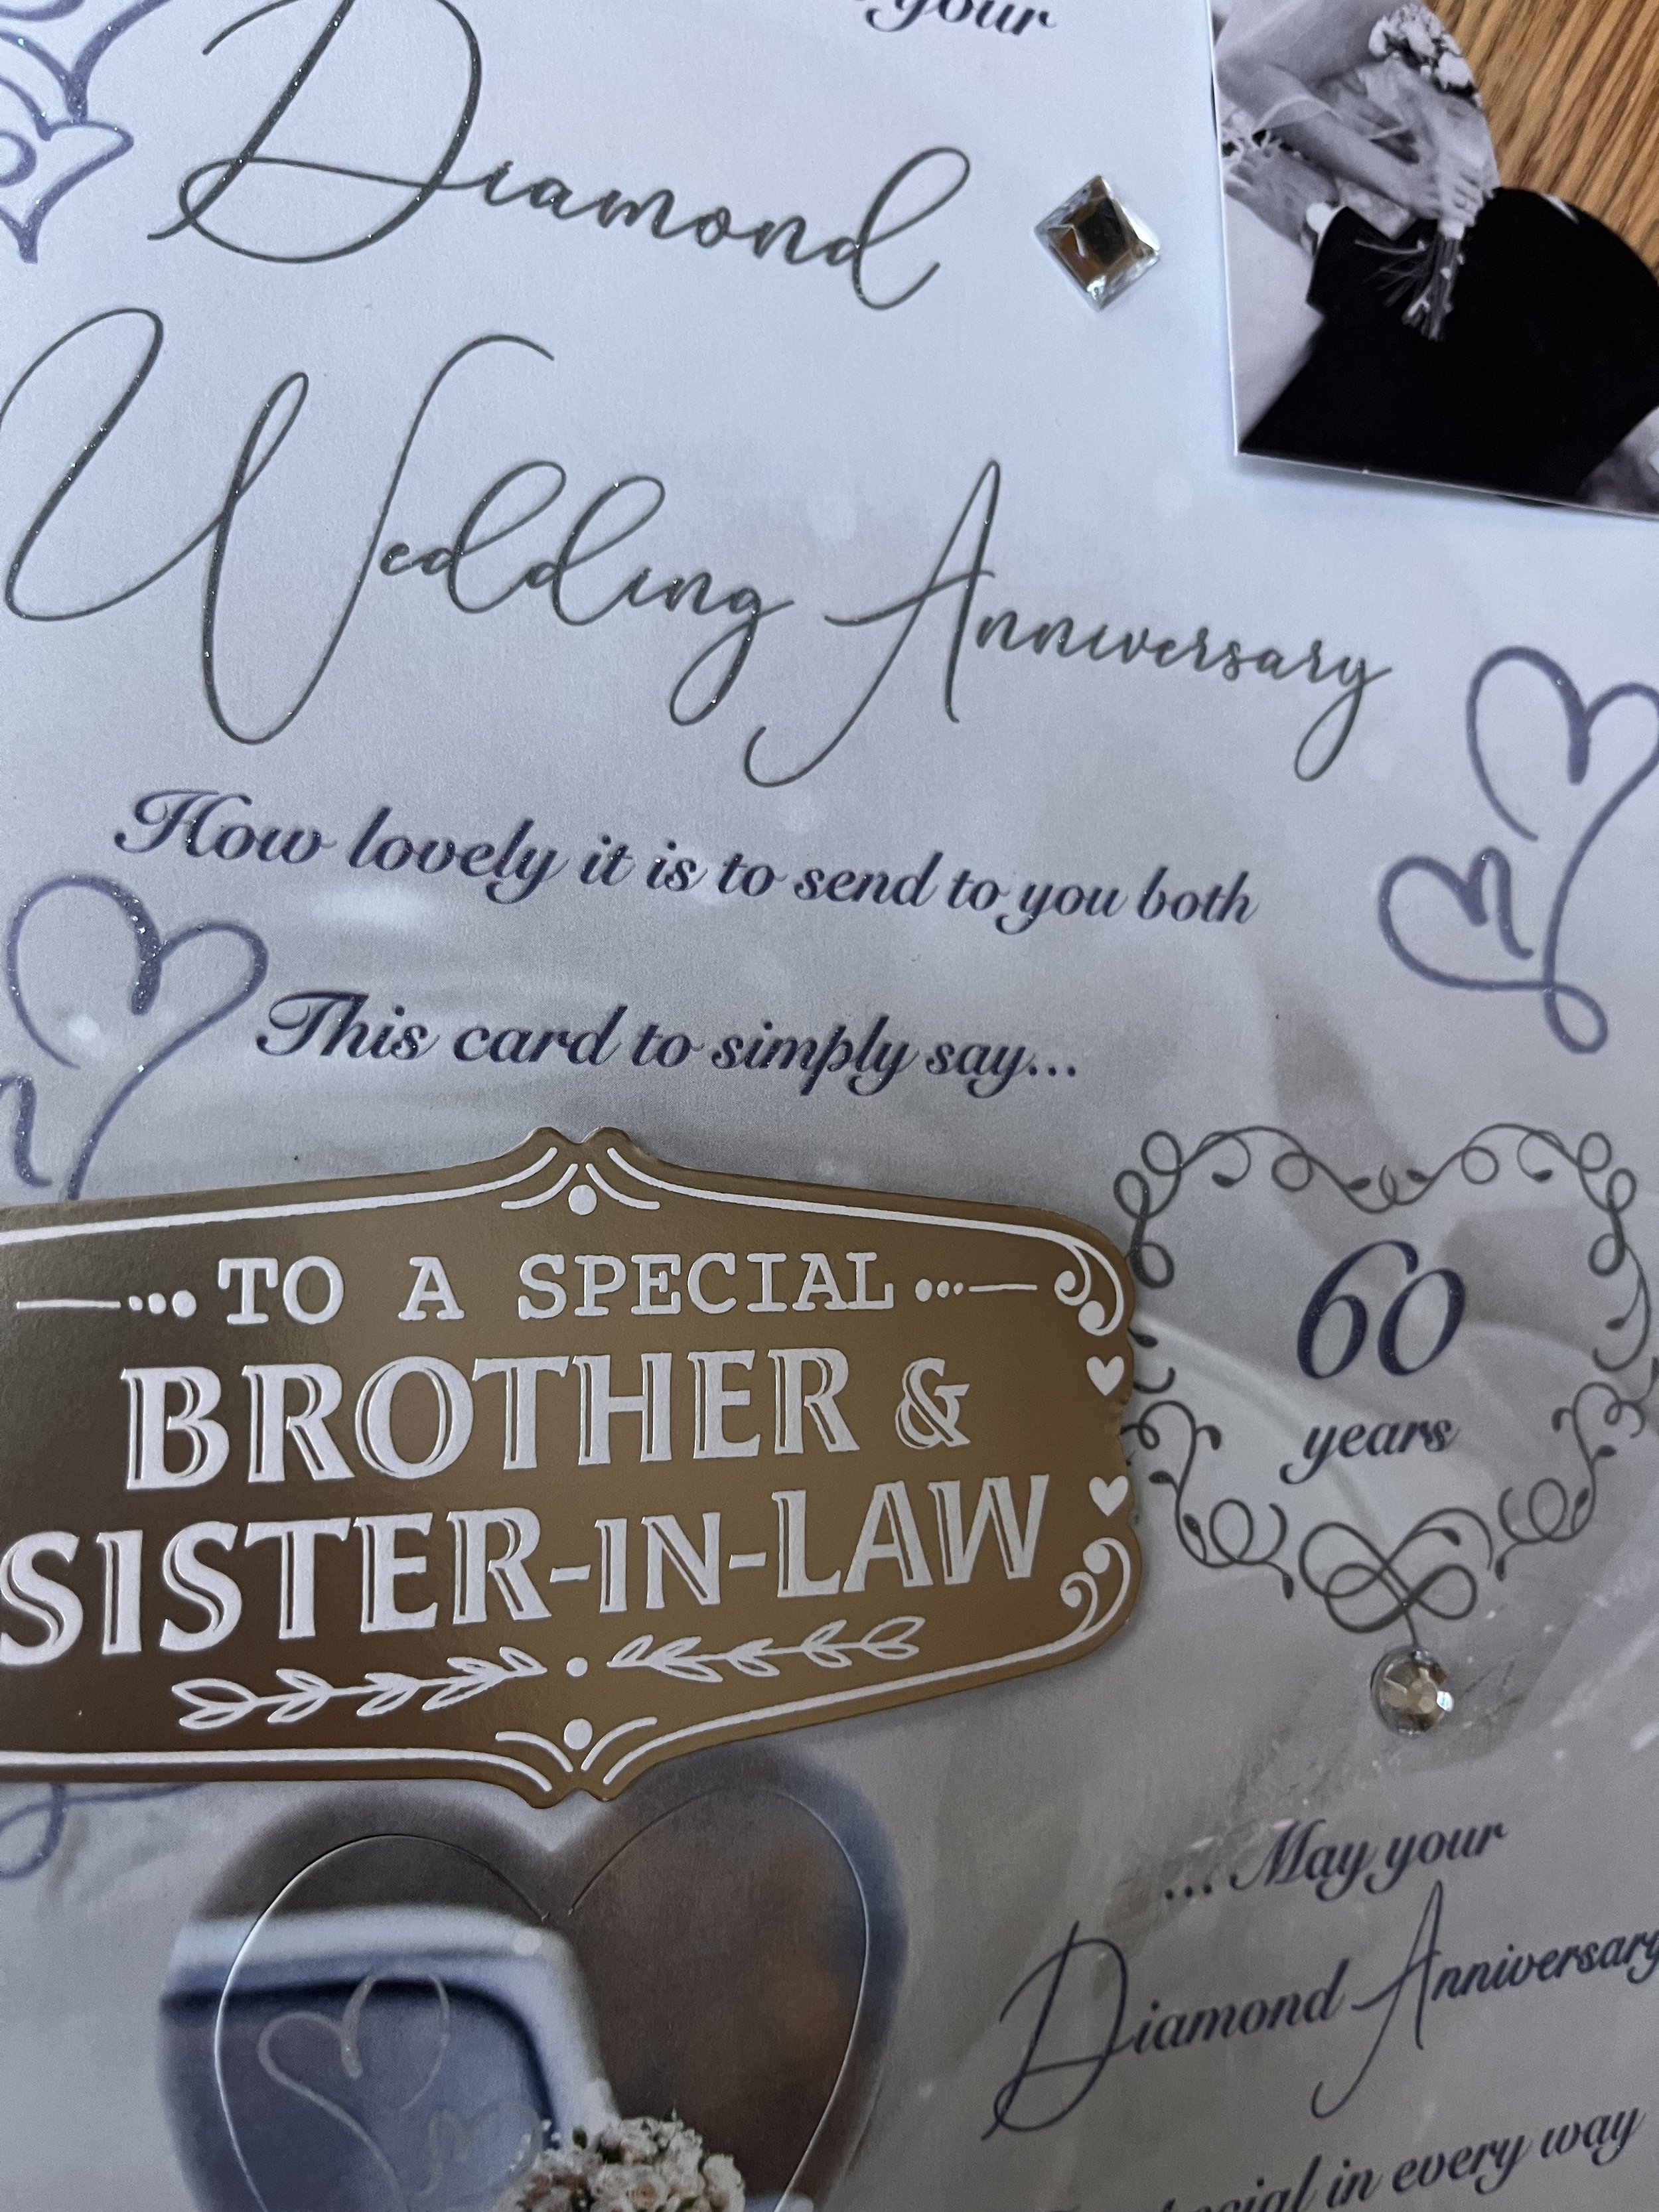 your
Diamond
Wedding Anniversary
How lovely it is to send to you both
This card to simply say...
TO A SPECIAL
BROTHER &
SISTER-IN-LAW
60
years
... May your
Diamond Anniversary
in every way